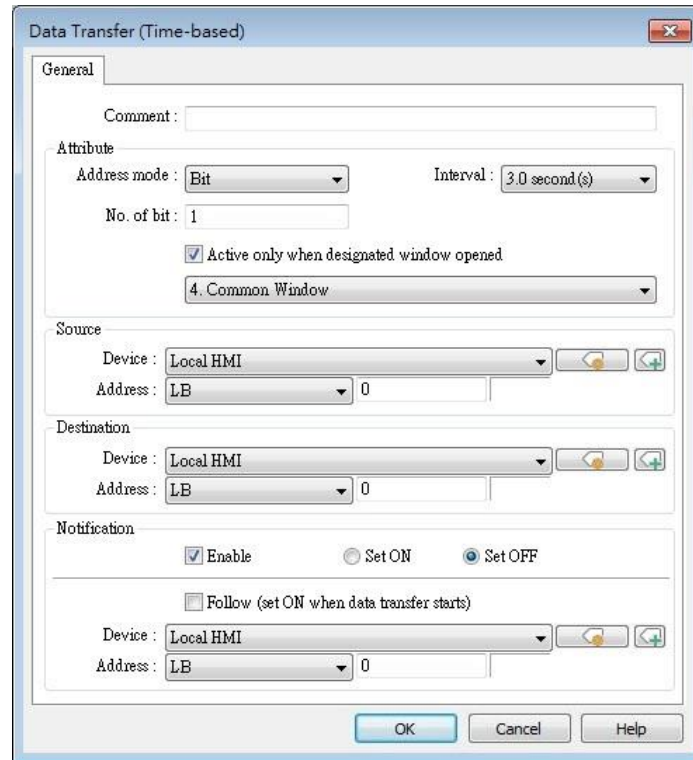 Data Transfer (Time-based)
General
Comment :
Attribute
Address mode : Bit Interval : 3.0 second(s)
No. of bit : 1
Active only when designated window opened
4. Common Window
Source
Device : Local HMI
Address : LB 0
Destination
Device : Local HMI
Address : LB 0
Notification
Enable Set ON Set OFF
Follow (set ON when data transfer starts)
Device : Local HMI
Address : LB 0
OK Cancel Help